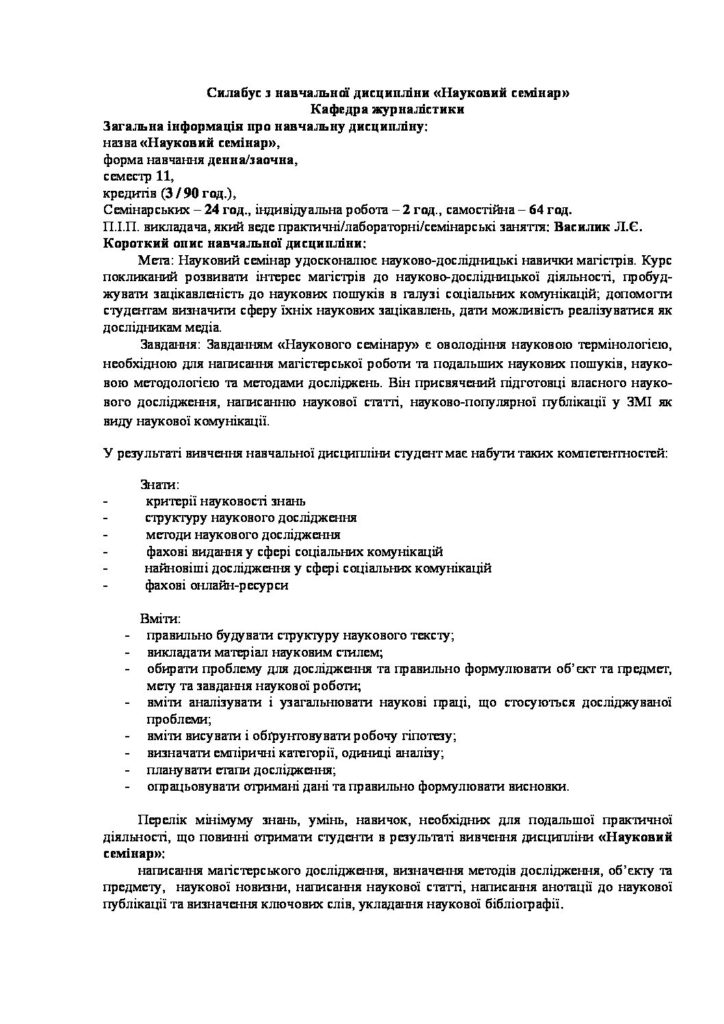 Силабус з навчальної дисципліни «Науковий семінар»
Кафедра журналістики
Загальна інформація про навчальну дисципліну:
назва «Науковий семінар»,
форма навчання денна/заочна,
семестр 11,
кредитів (3 / 90 год.),
Семінарських – 24 год., індивідуальна робота – 2 год., самостійна – 64 год.
П.І.П. викладача, який веде практичні/лабораторні/семінарські заняття: Василик Л.Є.
Короткий опис навчальної дисципліни:
Мета: Науковий семінар удосконалює науково-дослідницькі навички магістрів. Курс
покликаний розвивати інтерес магістрів до науково-дослідницької діяльності, пробуд-
жувати зацікавленість до наукових пошуків в галузі соціальних комунікацій; допомогти
студентам визначити сферу їхніх наукових зацікавлень, дати можливість реалізуватися як
дослідникам медіа.
Завдання: Завданням «Наукового семінару» є оволодіння науковою термінологією,
необхідною для написання магістерської роботи та подальших наукових пошуків, науко-
вою методологією та методами досліджень. Він присвячений підготовці власного науко-
вого дослідження, написанню наукової статті, науково-популярної публікації у ЗМІ як
виду наукової комунікації.
У результаті вивчення навчальної дисципліни студент має набути таких компетентностей:
Знати:
- критерії науковості знань
- структуру наукового дослідження
- методи наукового дослідження
- фахові видання у сфері соціальних комунікацій
- найновіші дослідження у сфері соціальних комунікацій
- фахові онлайн-ресурси
Вміти:
- правильно будувати структуру наукового тексту;
- викладати матеріал науковим стилем;
- обирати проблему для дослідження та правильно формулювати об’єкт та предмет,
мету та завдання наукової роботи;
- вміти аналізувати і узагальнювати наукові праці, що стосуються досліджуваної
проблеми;
- вміти висувати і обґрунтовувати робочу гіпотезу;
- визначати емпіричні категорії, одиниці аналізу;
- планувати етапи дослідження;
- опрацьовувати отримані дані та правильно формулювати висновки.
Перелік мінімуму знань, умінь, навичок, необхідних для подальшої практичної
діяльності, що повинні отримати студенти в результаті вивчення дисципліни «Науковий
семінар»:
написання магістерського дослідження, визначення методів дослідження, об’єкту та
предмету, наукової новизни, написання наукової статті, написання анотації до наукової
публікації та визначення ключових слів, укладання наукової бібліографії.